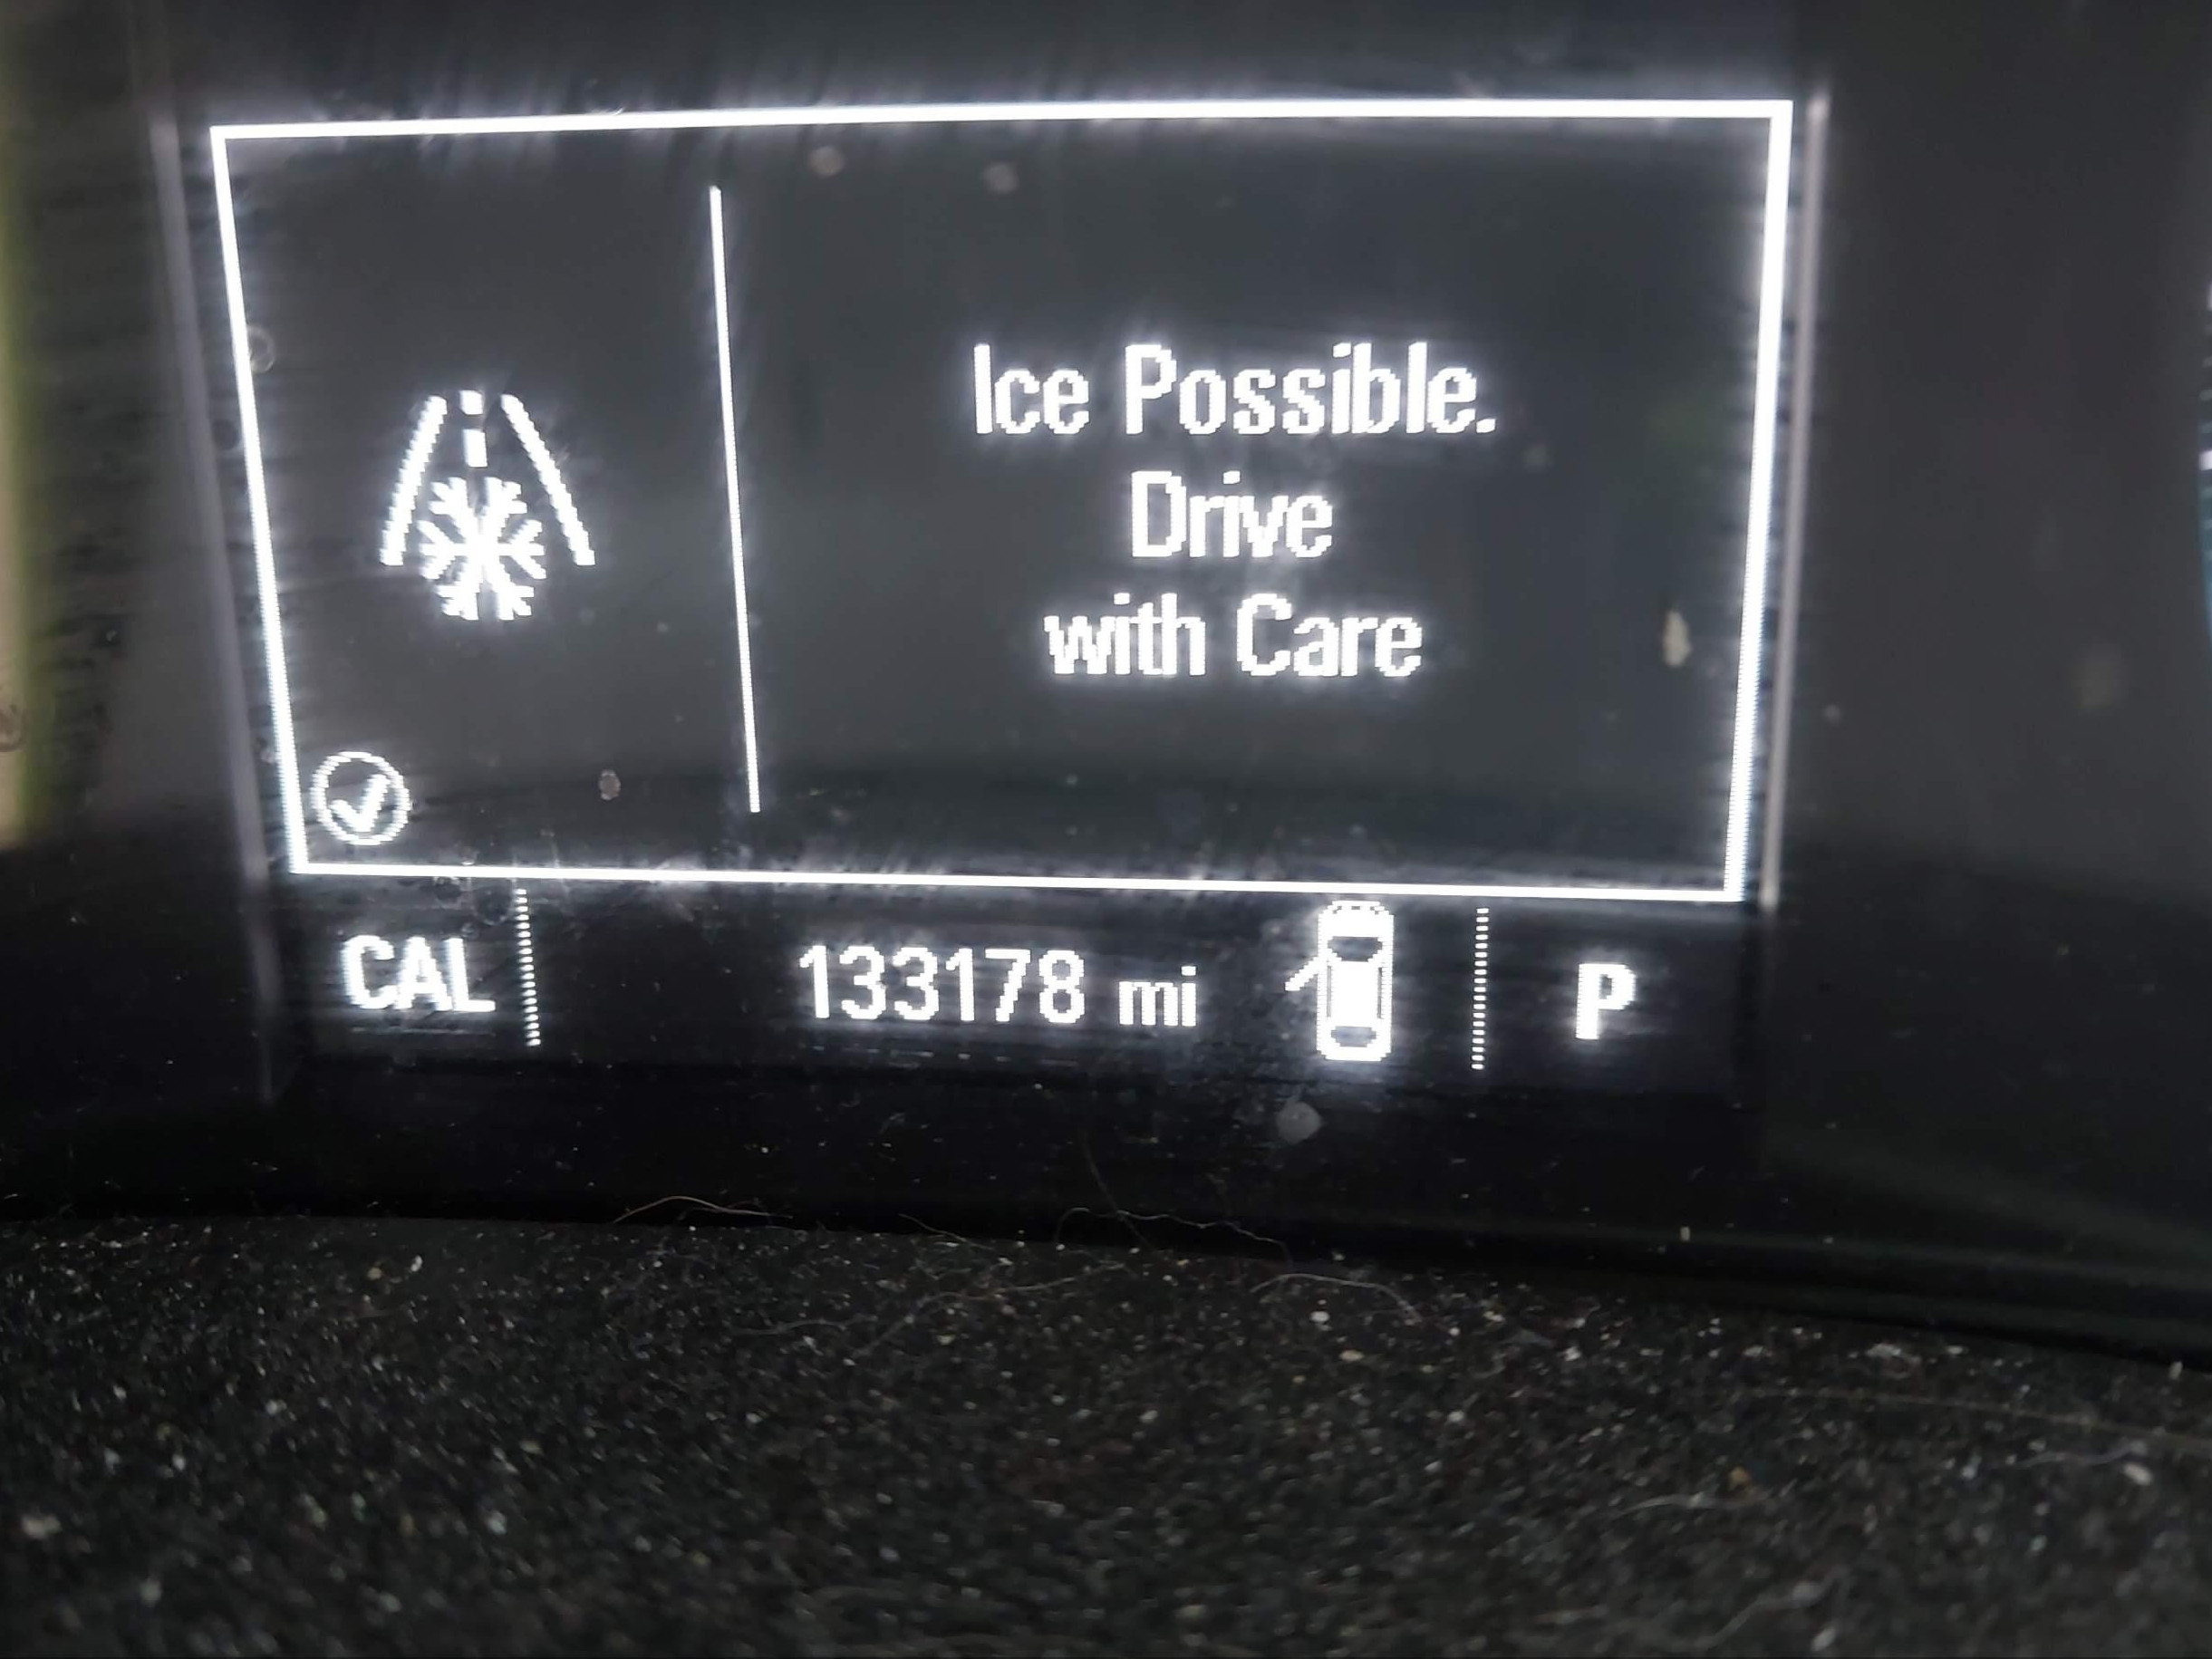 Ice Possible.
Drive
with Care
CAL
133178 mi
P